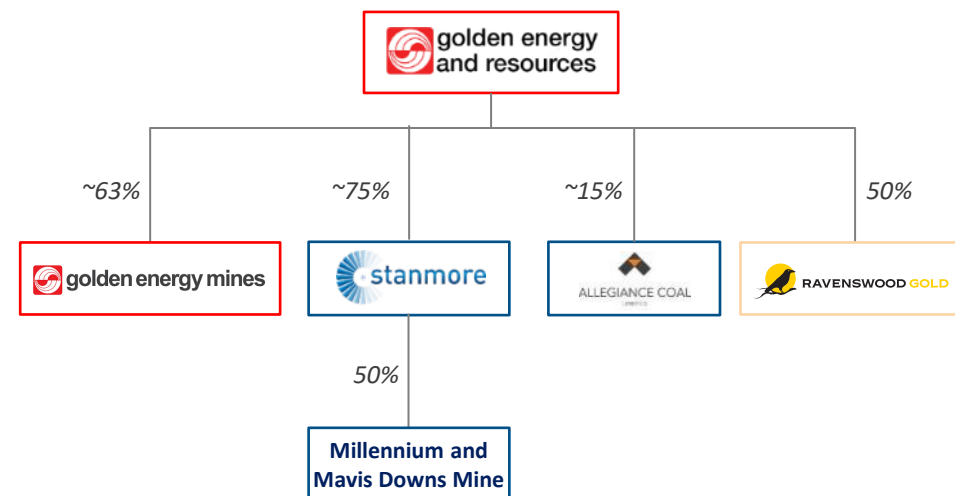 golden energy
and resources
~63%
~75%
~15%
50%
golden energy mines
stanmore
ALLEGIANCE COAL
RAVENSWOOD GOLD
50%
Millennium and
Mavis Downs Mine